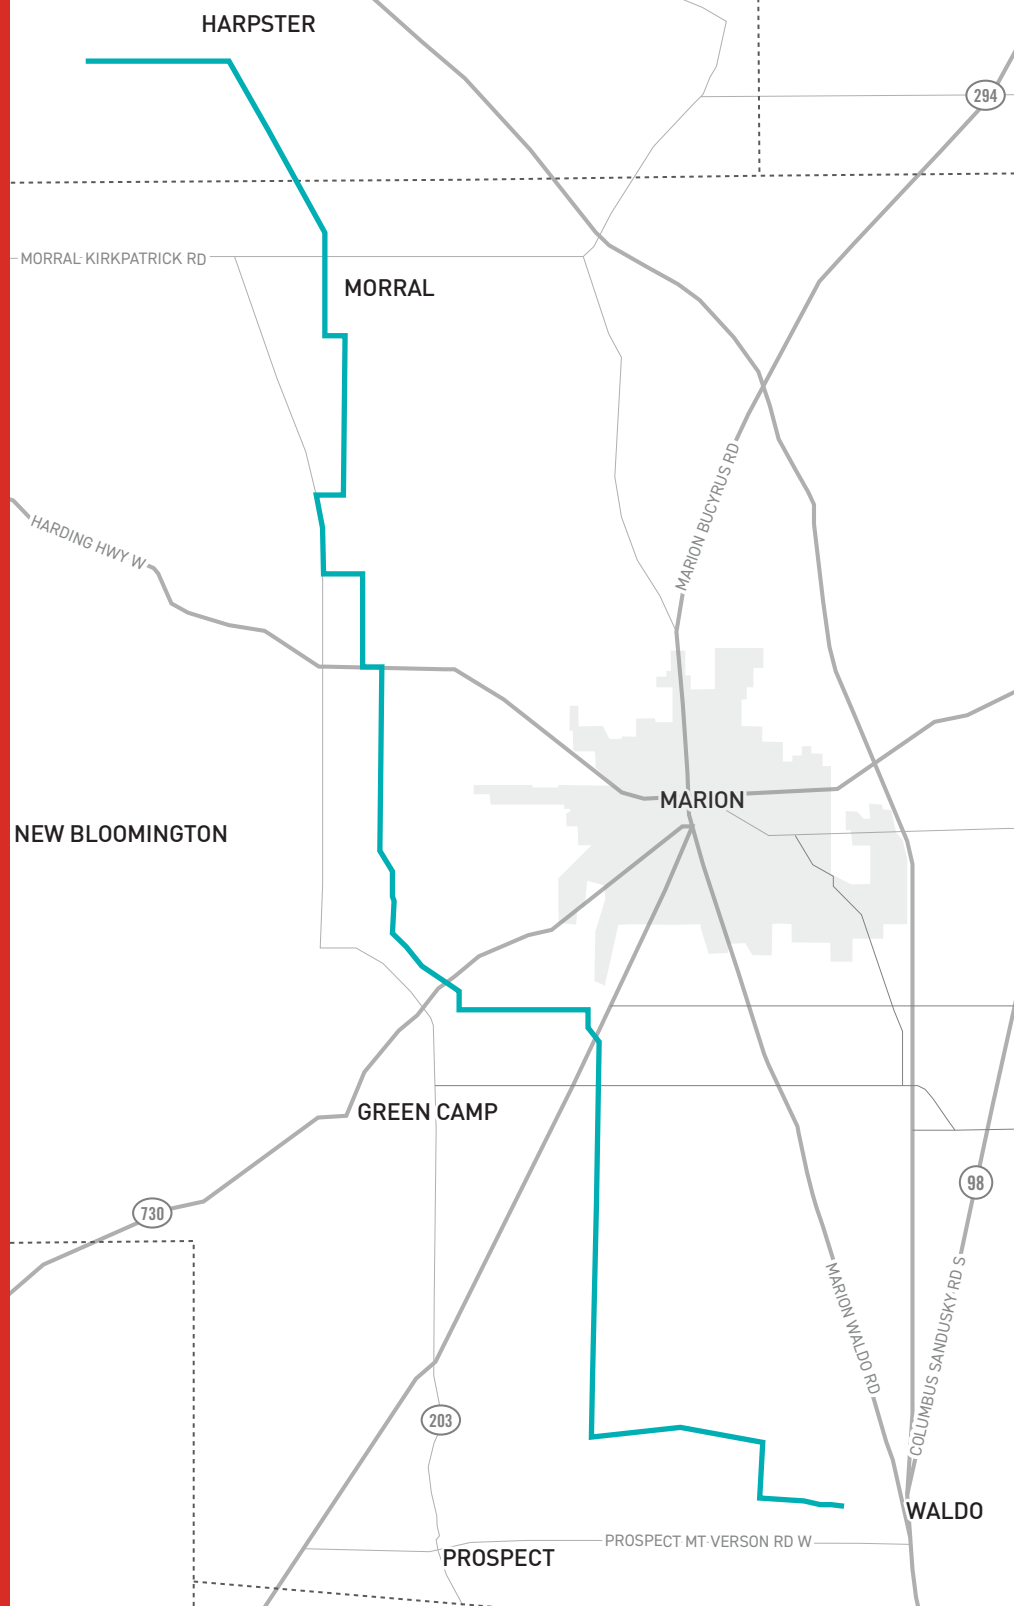 HARPSTER
294
MORRAL KIRKPATRICK RD
MORRAL
MARION BUCYRUS RD
HARDING HWY W
MARION
NEW BLOOMINGTON
GREEN CAMP
98
730
MARION WALDO RD
COLUMBUS SANDUSKY RD S
203
WALDO
PROSPECT MT VERSON RD W
PROSPECT